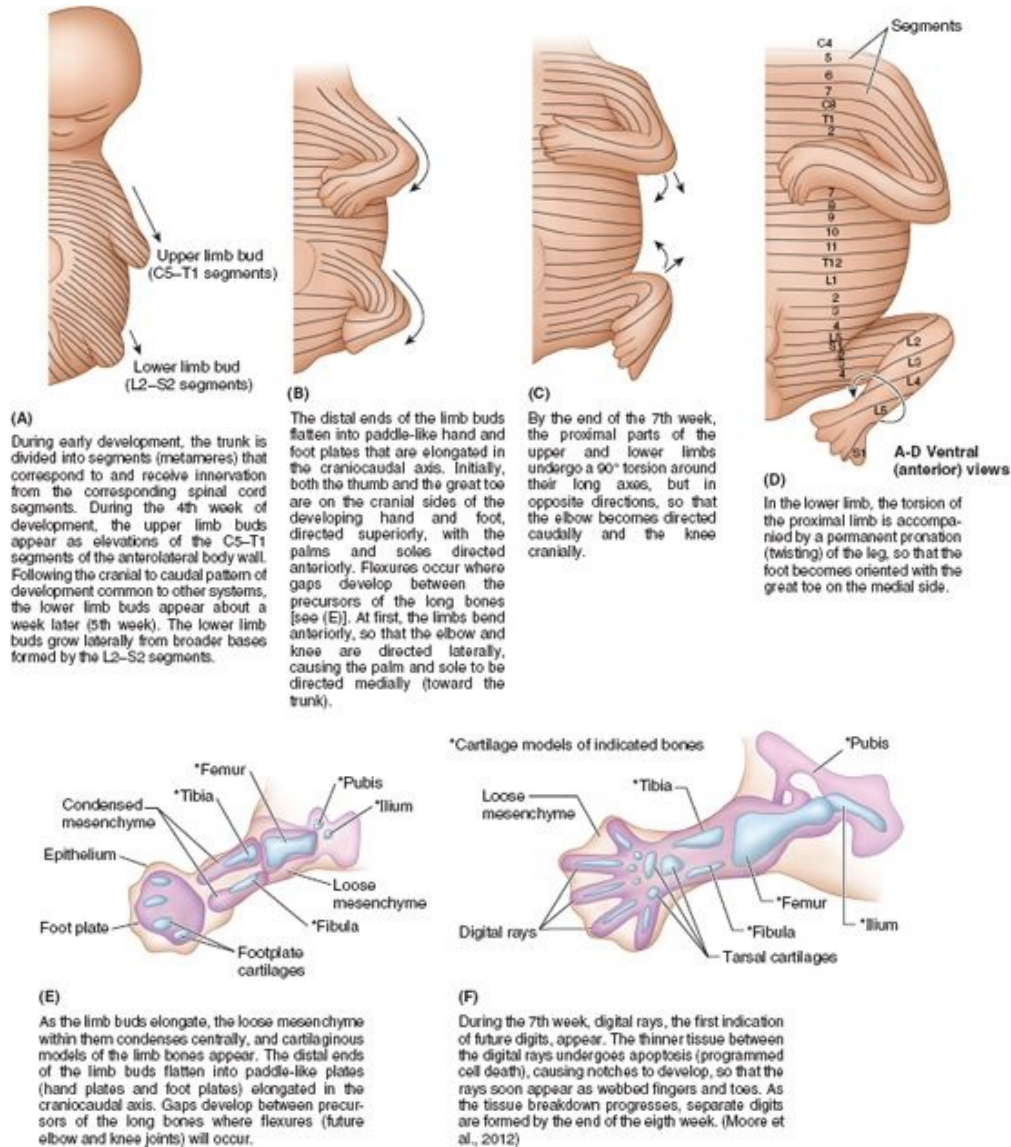 Segments
C4
5
6
7
C8
T1
2
7
8
9
10
11
T12
L1
2
3
4
L5
S1
2
L2
L3
L4
L5
S1
Upper limb bud
(C5–T1 segments)
Lower limb bud
(L2–S2 segments)
A-D Ventral
(anterior) views
(A)
During early development, the trunk is
divided into segments (metameres) that
correspond to and receive innervation
from the corresponding spinal cord
segments. During the 4th week of
development, the upper limb buds
appear as elevations of the C5–T1
segments of the anterolateral body wall.
Following the cranial to caudal pattern of
development common to other systems,
the lower limb buds appear about a
week later (5th week). The lower limb
buds grow laterally from broader bases
formed by the L2–S2 segments.
(B)
The distal ends of the limb buds
flatten into paddle-like hand and
foot plates that are elongated in
the craniocaudal axis. Initially,
both the thumb and the great toe
are on the cranial sides of the
developing hand and foot,
directed superiorly, with the
palms and soles directed
anteriorly. Flexures occur where
gaps develop between the
precursors of the long bones
[see (E)]. At first, the limbs bend
anteriorly, so that the elbow and
knee are directed laterally,
causing the palm and sole to be
directed medially (toward the
trunk).
(C)
By the end of the 7th week,
the proximal parts of the
upper and lower limbs
undergo a 90° torsion around
their long axes, but in
opposite directions, so that
the elbow becomes directed
caudally and the knee
cranially.
(D)
In the lower limb, the torsion of
the proximal limb is accompa-
nied by a permanent pronation
(twisting) of the leg, so that the
foot becomes oriented with the
great toe on the medial side.
*Femur
*Tibia
*Pubis
*Ilium
Condensed
mesenchyme
Epithelium
Foot plate
Loose
mesenchyme
*Fibula
Footplate
cartilages
(E)
As the limb buds elongate, the loose mesenchyme
within them condenses centrally, and cartilaginous
models of the limb bones appear. The distal ends
of the limb buds flatten into paddle-like plates
(hand plates and foot plates) elongated in the
craniocaudal axis. Gaps develop between precur-
sors of the long bones where flexures (future
elbow and knee joints) will occur.
*Cartilage models of indicated bones
*Pubis
*Tibia
Loose
mesenchyme
*Femur
*Ilium
*Fibula
Digital rays
Tarsal cartilages
(F)
During the 7th week, digital rays, the first indication
of future digits, appear. The thinner tissue between
the digital rays undergoes apoptosis (programmed
cell death), causing notches to develop, so that the
rays soon appear as webbed fingers and toes. As
the tissue breakdown progresses, separate digits
are formed by the end of the eigth week. (Moore et
al., 2012)